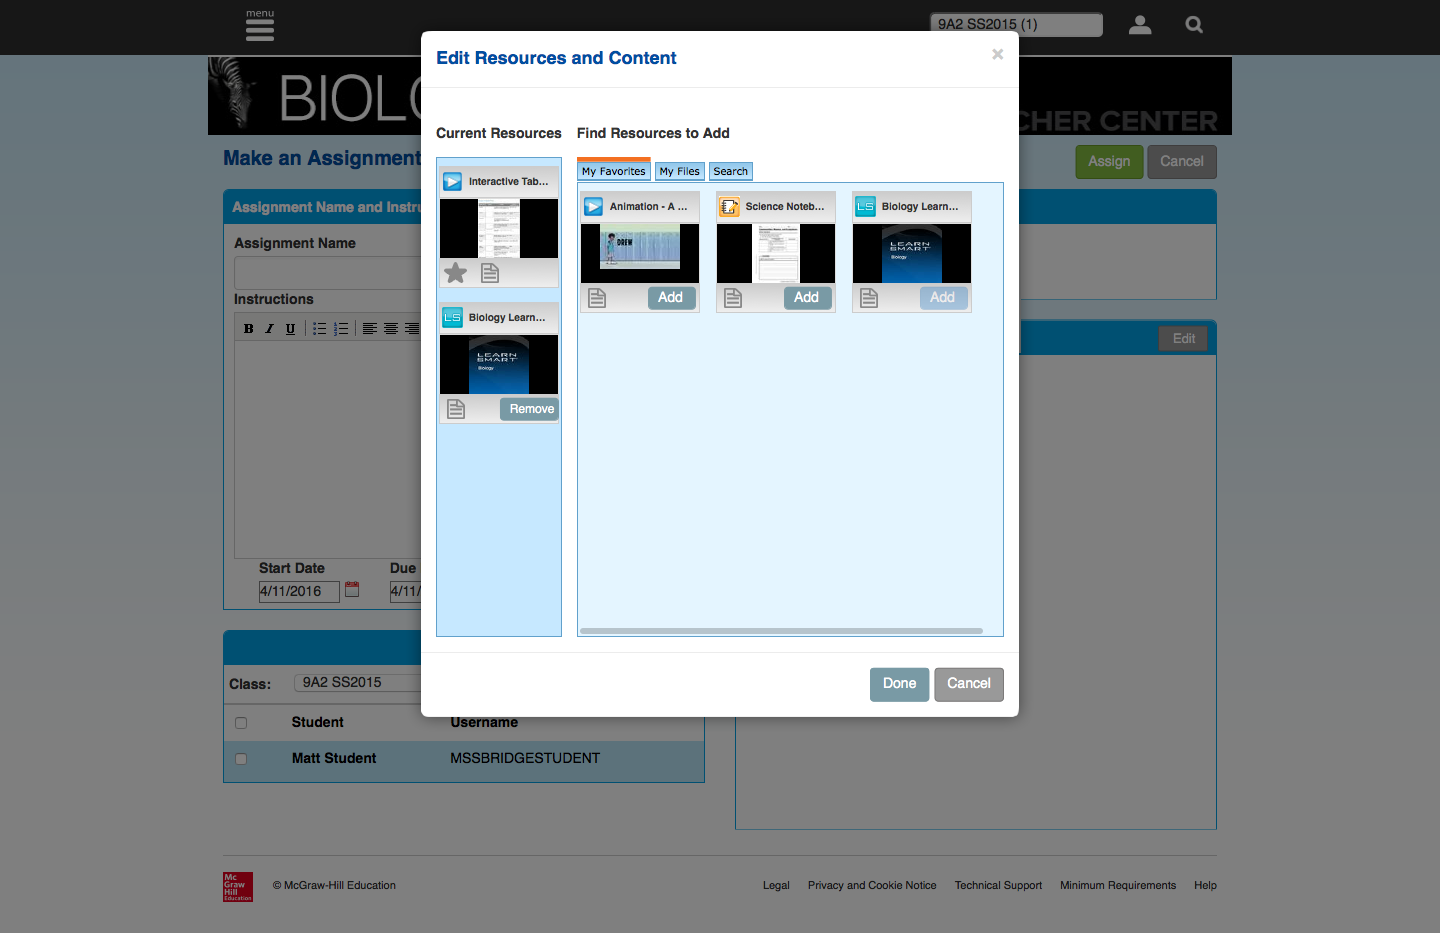 menu
9A2 SS2015 (1)
Edit Resources and Content
×
BIOLO
CHER CENTER
Make an Assignment
Assign
Cancel
Current Resources
Find Resources to Add
My Favorites
My Files
Search
Interactive Tab...
Animation - A ...
Science Noteb...
LS
Biology Learn...
DREW
LEARN
SMART
Biology
Add
Add
Add
LS
Biology Learn...
LEARN
SMART
Biology
Remove
Assignment Name and Instru
Assignment Name
Instructions
B I U
Edit
Start Date
Due
4/11/2016
4/11/
Done
Cancel
Class:
9A2 SS2015
Student
Username
Matt Student
MSSBRIDGESTUDENT
Mc
Graw
Hill
Education
© McGraw-Hill Education
Legal
Privacy and Cookie Notice
Technical Support
Minimum Requirements
Help